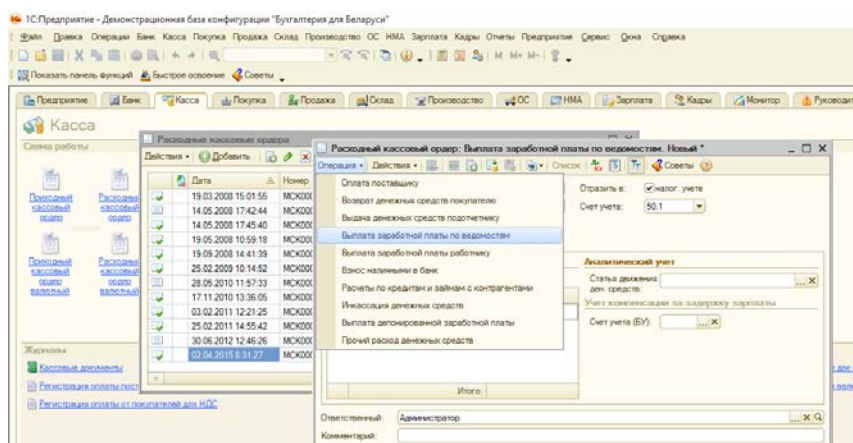 1С:Предприятие - Демонстрационная база конфигурации "Бухгалтерия для Беларуси"
Файл Правка Операции Банк Касса Покупка Продажа Склад Производство ОС НМА Зарплата Кадры Отчеты Предприятие Сервис Окна Справка
M M+ M-
Показать панель функций Быстрое освоение Советы
Предприятие Банк Касса Покупка Продажа Склад Производство ОС НМА Зарплата Кадры Монитор Руководит
Касса
Схема работы
Приходный кассовый ордер
Расходный кассовый ордер
Приходный кассовый ордер валютный
Расходный кассовый ордер валютный
Журналы
Кассовые документы
Регистрация оплаты пост
Регистрация оплаты от покупателей для НДС
Расходные кассовые ордера
Действия Добавить
Дата Номер
19.03.2008 15:01:55 МСК000
14.05.2008 17:42:44 МСК000
14.05.2008 17:45:40 МСК000
19.05.2008 10:59:18 МСК000
19.09.2008 14:41:39 МСК000
25.02.2009 10:14:52 МСК000
28.05.2010 11:57:33 МСК000
17.11.2010 13:36:05 МСК000
03.02.2011 12:21:25 МСК000
25.02.2011 14:55:42 МСК000
30.06.2012 12:46:26 МСК000
02.04.2015 8:31:27 МСК000
Расходный кассовый ордер: Выплата заработной платы по ведомостям. Новый *
Операция Действия Список Советы
Оплата поставщику
Возврат денежных средств покупателю
Выдача денежных средств подотчетнику
Выплата заработной платы по ведомостям
Выплата заработной платы работнику
Взнос наличными в банк
Расчеты по кредитам и займам с контрагентами
Инкассация денежных средств
Выплата депонированной заработной платы
Прочий расход денежных средств
Отразить в: налог. учете
Счет учета: 50.1
Аналитический учет
Статья движения ден. средств:
Учет компенсации за задержку зарплаты
Счет учета (БУ):
Итого:
Ответственный: Администратор
Комментарий: